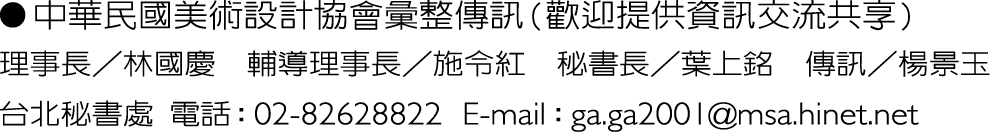 ●中華民國美術設計協會彙整傳訊(歡迎提供資訊交流共享)
理事長／林國慶　輔導理事長／施令紅　秘書長／葉上銘　傳訊／楊景玉
台北秘書處 電話：02-82628822 E-mail：ga.ga2001@msa.hinet.net